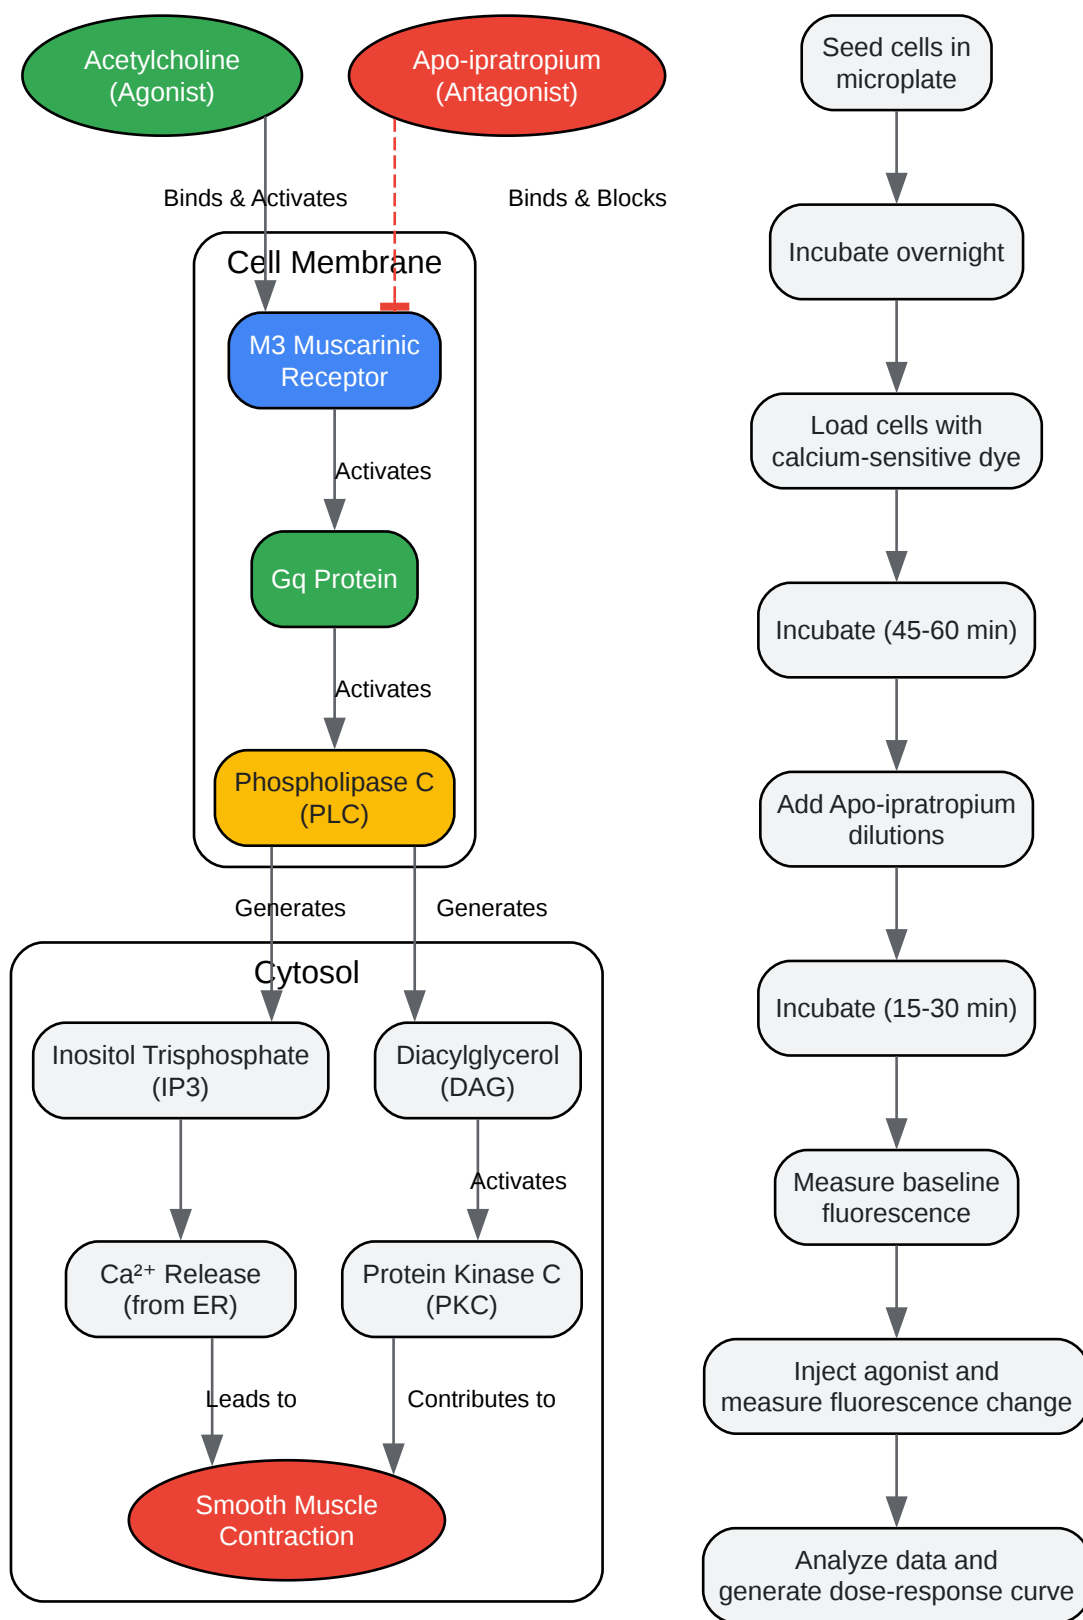 Acetylcholine
(Agonist)
Apo-ipratropium
(Antagonist)
Binds & Activates
Binds & Blocks
Cell Membrane
M3 Muscarinic
Receptor
Activates
Gq Protein
Activates
Phospholipase C
(PLC)
Generates
Generates
Cytosol
Inositol Trisphosphate
(IP3)
Diacylglycerol
(DAG)
Activates
Ca²⁺ Release
(from ER)
Protein Kinase C
(PKC)
Leads to
Contributes to
Smooth Muscle
Contraction
Seed cells in
microplate
Incubate overnight
Load cells with
calcium-sensitive dye
Incubate (45-60 min)
Add Apo-ipratropium
dilutions
Incubate (15-30 min)
Measure baseline
fluorescence
Inject agonist and
measure fluorescence change
Analyze data and
generate dose-response curve